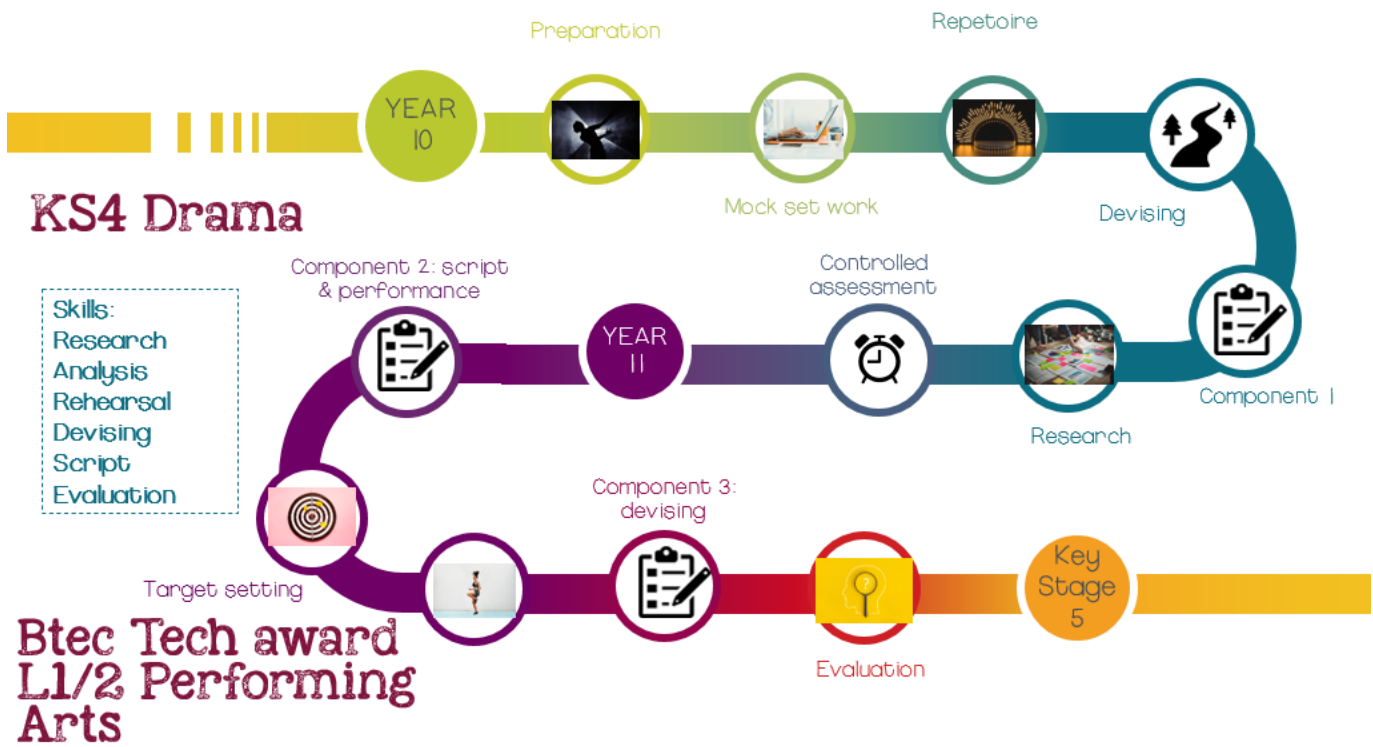 Preparation
Repetoire
YEAR
10
Mock set work
Devising
KS4 Drama
Component 2: script
& performance
Controlled
assessment
YEAR
11
Skills:
Research
Analysis
Rehearsal
Devising
Script
Evaluation
Component 1
Research
Component 3:
devising
Target setting
Key
Stage
5
Evaluation
Btec Tech award
L1/2 Performing
Arts